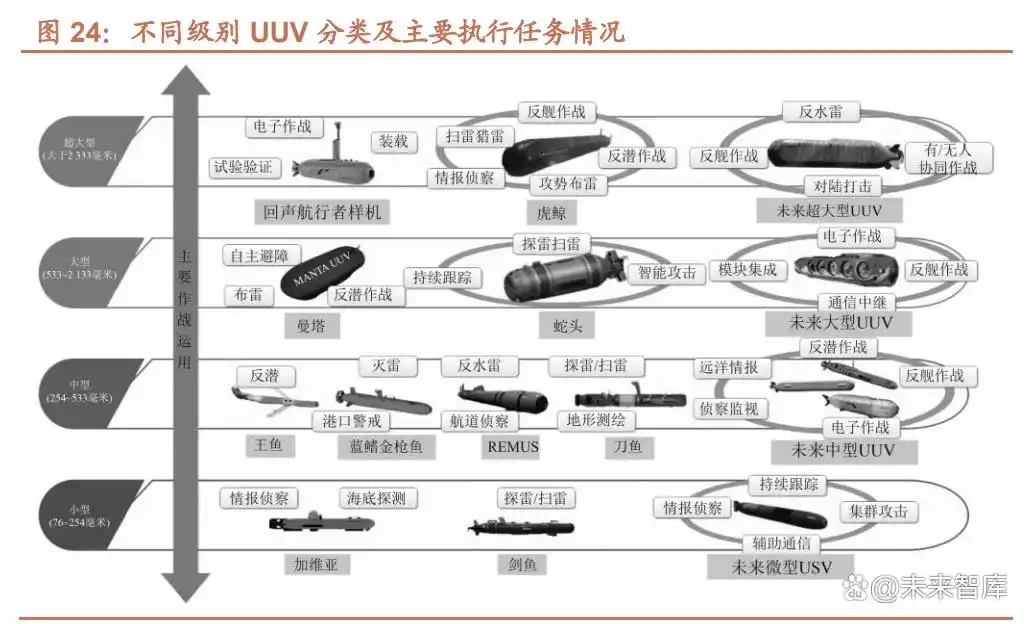 图 24：不同级别 UUV 分类及主要执行任务情况
主要作战运用
超大型
(大于2 333毫米)
电子作战
装载
试验验证
回声航行者样机
反舰作战
扫雷猎雷
反潜作战
情报侦察
攻势布雷
虎鲸
反水雷
反舰作战
有/无人
协同作战
对陆打击
未来超大型UUV
大型
(533~2 133毫米)
自主避障
MANTA UUV
布雷
反潜作战
曼塔
探雷扫雷
持续跟踪
智能攻击
蛇头
电子作战
模块集成
反舰作战
通信中继
未来大型UUV
中型
(254~533毫米)
反潜
王鱼
灭雷
港口警戒
蓝鳍金枪鱼
反水雷
航道侦察
REMUS
探雷/扫雷
地形测绘
刀鱼
反潜作战
远洋情报
反舰作战
侦察监视
电子作战
未来中型UUV
小型
(76~254毫米)
情报侦察
海底探测
加维亚
探雷/扫雷
剑鱼
持续跟踪
情报侦察
集群攻击
辅助通信
未来微型USV
@未来智库